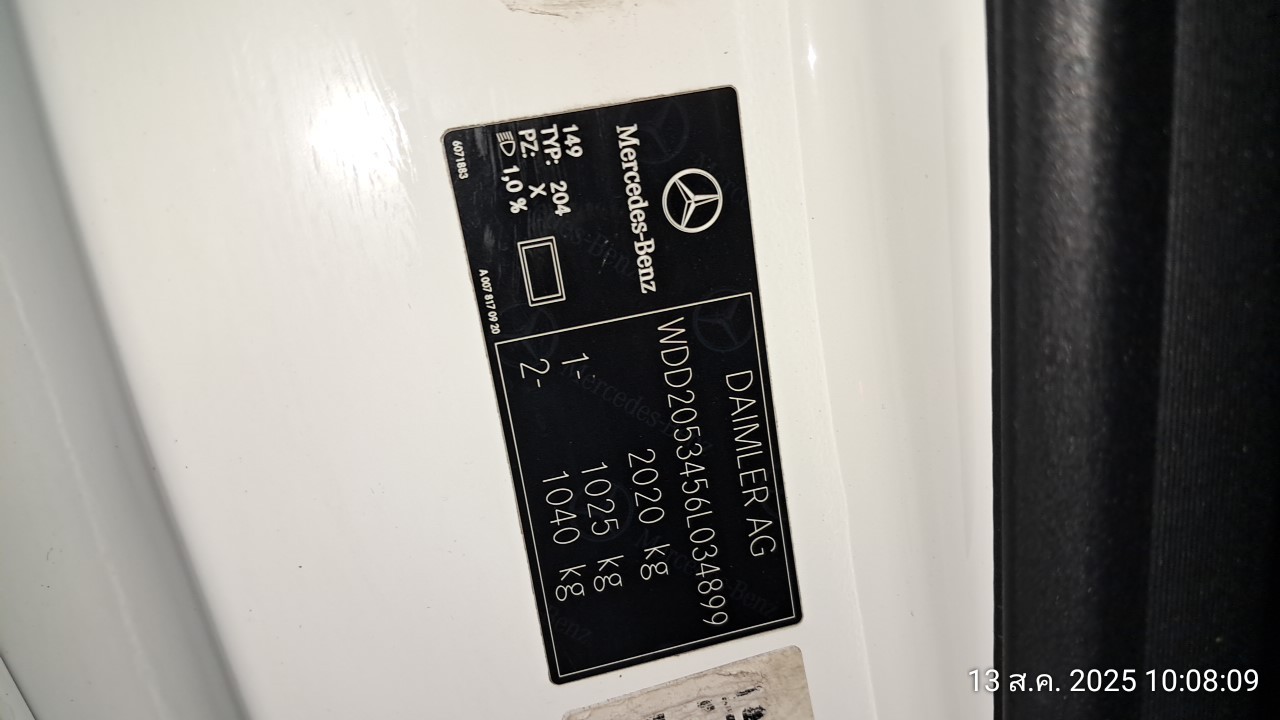 Mercedes-Benz
149
TYP: 204
PZ: X
1,0 %
6071883
A 007 817 09 20
DAIMLER AG
WDD2053456L034899
2020 kg
1- 1025 kg
2- 1040 kg
13 ส.ค. 2025 10:08:09